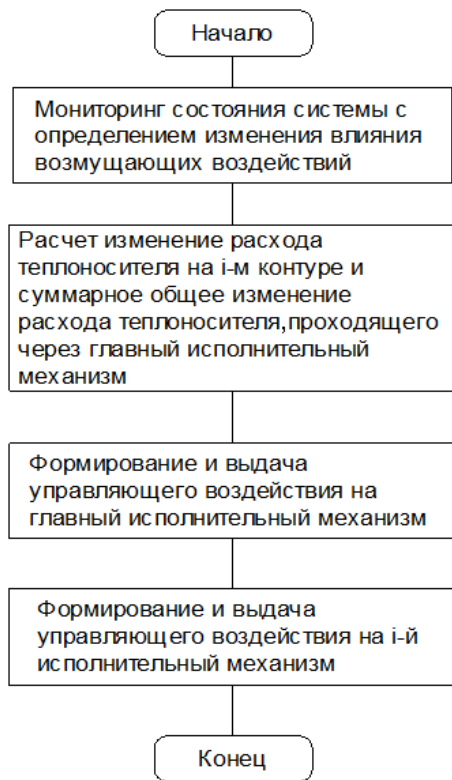 Начало
Мониторинг состояния системы с
определением изменения влияния
возмущающих воздействий
Расчет изменение расхода
теплоносителя на i-м контуре и
суммарное общее изменение
расхода теплоносителя,проходящего
через главный исполнительный
механизм
Формирование и выдача
управляющего воздействия на
главный исполнительный механизм
Формирование и выдача
управляющего воздействия на i-й
исполнительный механизм
Конец